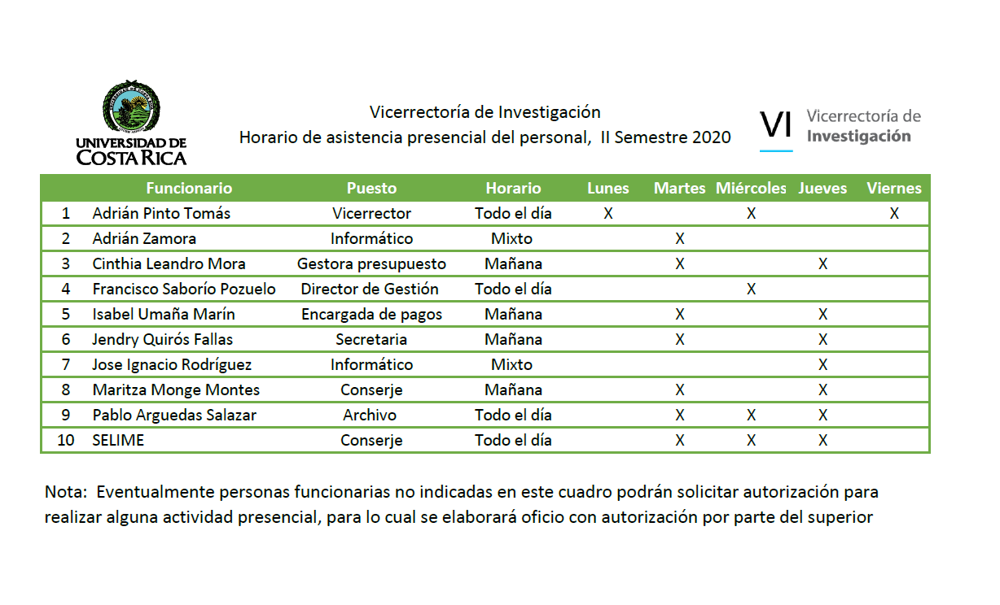 UNIVERSIDAD DE
COSTA RICA
Vicerrectoría de Investigación
Horario de asistencia presencial del personal,  II Semestre 2020
VI Vicerrectoría de
Investigación
Funcionario Puesto Horario Lunes Martes Miércoles Jueves Viernes
1 Adrián Pinto Tomás Vicerrector Todo el día X X X
2 Adrián Zamora Informático Mixto X
3 Cinthia Leandro Mora Gestora presupuesto Mañana X X
4 Francisco Saborío Pozuelo Director de Gestión Todo el día X
5 Isabel Umaña Marín Encargada de pagos Mañana X X
6 Jendry Quirós Fallas Secretaria Mañana X X
7 Jose Ignacio Rodríguez Informático Mixto X
8 Maritza Monge Montes Conserje Mañana X X
9 Pablo Arguedas Salazar Archivo Todo el día X X X
10 SELIME Conserje Todo el día X X X
Nota:  Eventualmente personas funcionarias no indicadas en este cuadro podrán solicitar autorización para
realizar alguna actividad presencial, para lo cual se elaborará oficio con autorización por parte del superior